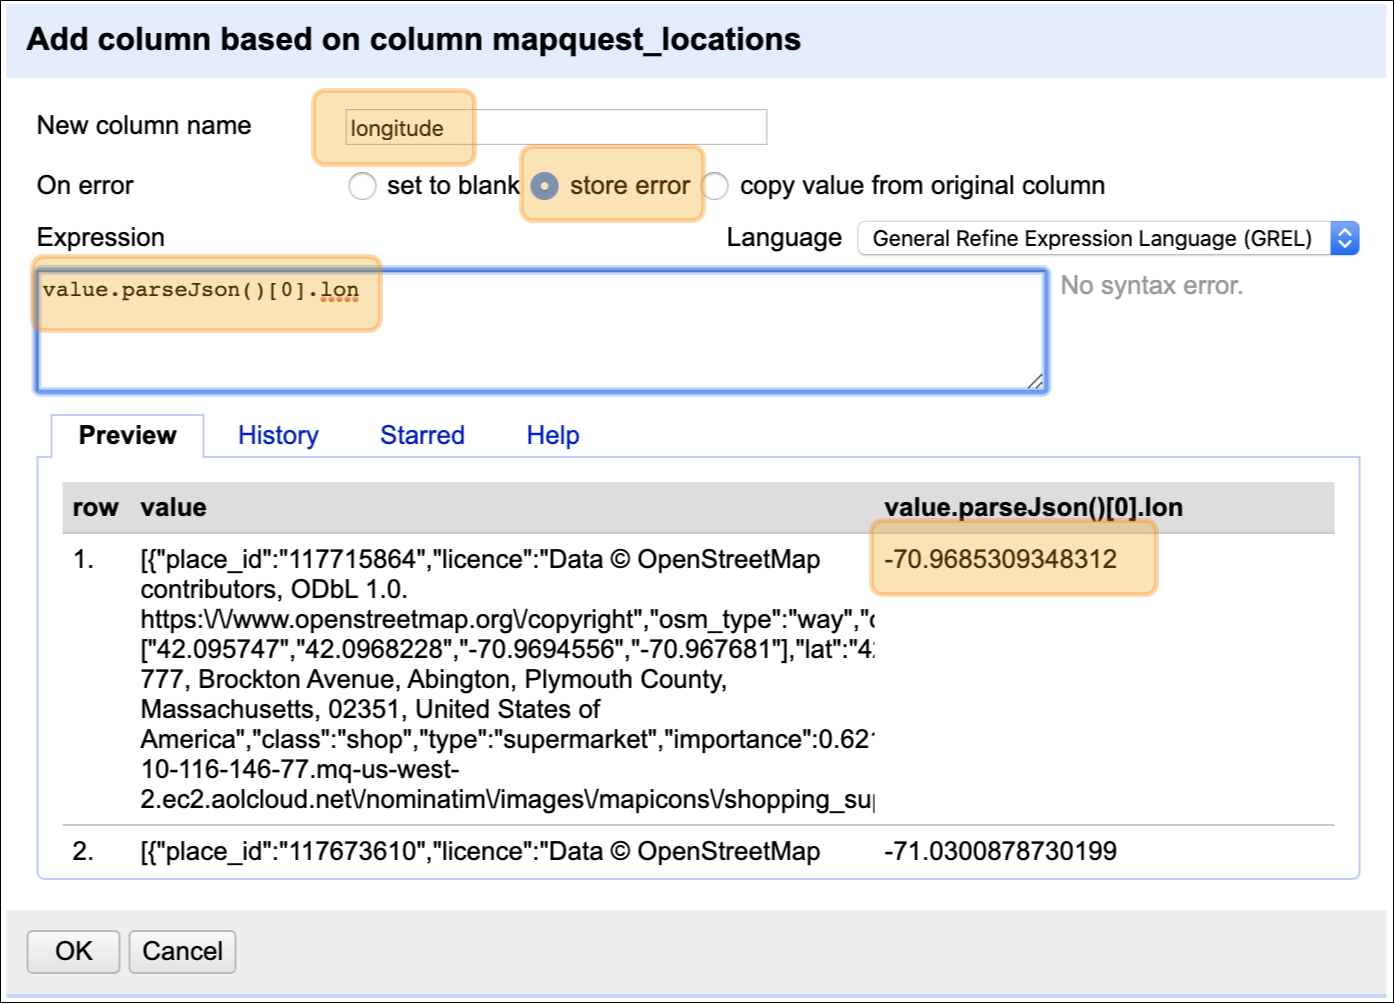 Add column based on column mapquest_locations
New column name longitude
On error set to blank store error copy value from original column
Expression Language General Refine Expression Language (GREL)
value.parseJson()[0].lon No syntax error.
Preview History Starred Help
row value value.parseJson()[0].lon
1. [{"place_id":"117715864","licence":"Data © OpenStreetMap -70.9685309348312
contributors, ODbL 1.0.
https:\/\/www.openstreetmap.org\/copyright","osm_type":"way","
["42.095747","42.0968228","-70.9694556","-70.967681"],"lat":"4
777, Brockton Avenue, Abington, Plymouth County,
Massachusetts, 02351, United States of
America","class":"shop","type":"supermarket","importance":0.62
10-116-146-77.mq-us-west-
2.ec2.aolcloud.net\/nominatim\/images\/mapicons\/shopping_su
2. [{"place_id":"117673610","licence":"Data © OpenStreetMap -71.0300878730199
OK Cancel